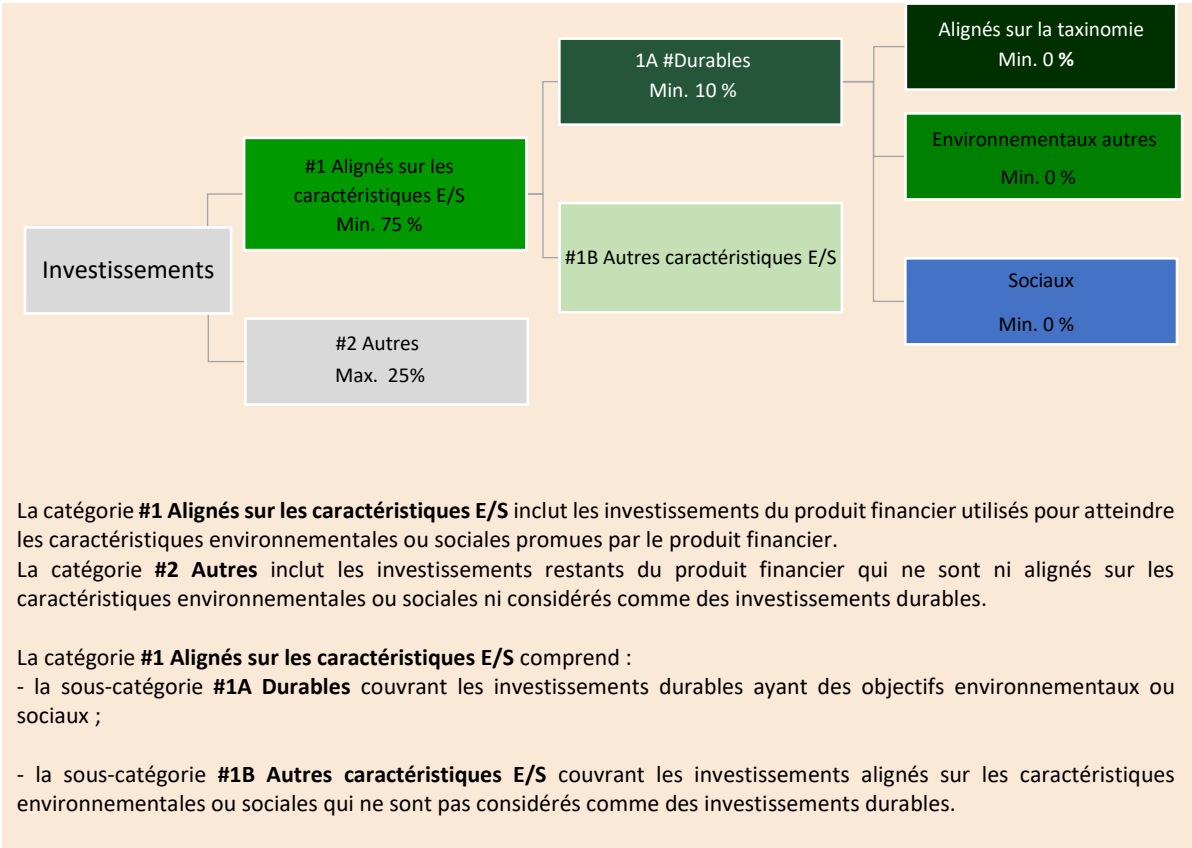 Alignés sur la taxinomie
Min. 0 %
1A #Durables
Min. 10 %
Environnementaux autres
Min. 0 %
#1 Alignés sur les
caractéristiques E/S
Min. 75 %
#1B Autres caractéristiques E/S
Investissements
Sociaux
Min. 0 %
#2 Autres
Max. 25%
La catégorie #1 Alignés sur les caractéristiques E/S inclut les investissements du produit financier utilisés pour atteindre
les caractéristiques environnementales ou sociales promues par le produit financier.
La catégorie #2 Autres inclut les investissements restants du produit financier qui ne sont ni alignés sur les
caractéristiques environnementales ou sociales ni considérés comme des investissements durables.
La catégorie #1 Alignés sur les caractéristiques E/S comprend :
- la sous-catégorie #1A Durables couvrant les investissements durables ayant des objectifs environnementaux ou
sociaux ;
- la sous-catégorie #1B Autres caractéristiques E/S couvrant les investissements alignés sur les caractéristiques
environnementales ou sociales qui ne sont pas considérés comme des investissements durables.